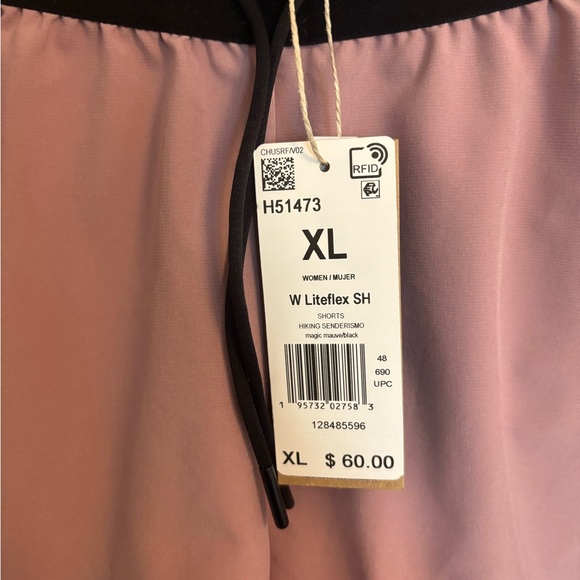 CHUSRF/V02
RFID
H51473
XL
WOMEN / MUJER
W Liteflex SH
SHORTS
HIKING SENDERISMO
magic mauve/black
48
690
UPC
1 95732 02758 3
128485596
XL $ 60.00